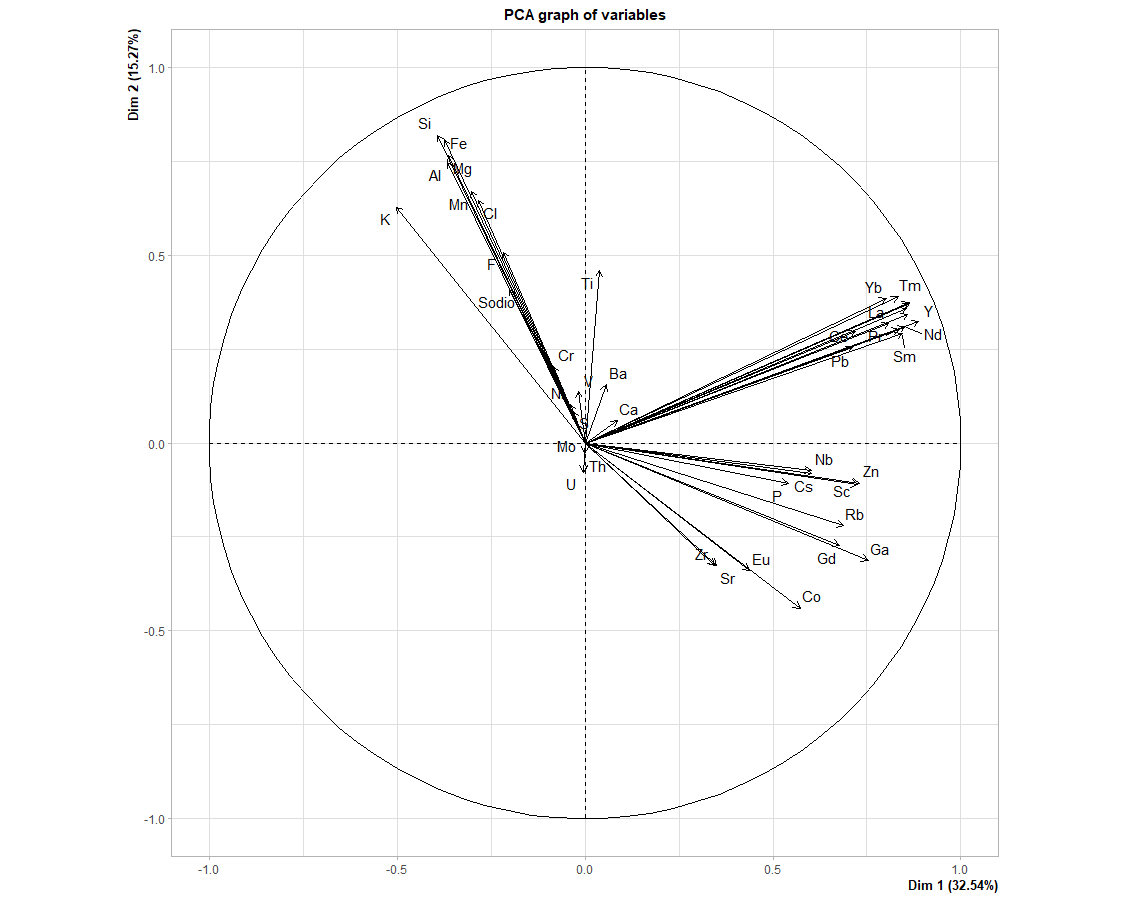 PCA graph of variables
Dim 2 (15.27%)
1.0
0.5
0.0
-0.5
-1.0
Si
Fe
Mg
Al
Mn
Cl
K
F
Sodio
Ti
Yb
Tm
La
Y
Pr
Nd
Sm
Pb
Cr
Ba
Ca
Mo
Th
U
Nb
Zn
Cs
Sc
P
Rb
Ga
Gd
Zr
Eu
Sr
Co
-1.0
-0.5
0.0
0.5
1.0
Dim 1 (32.54%)